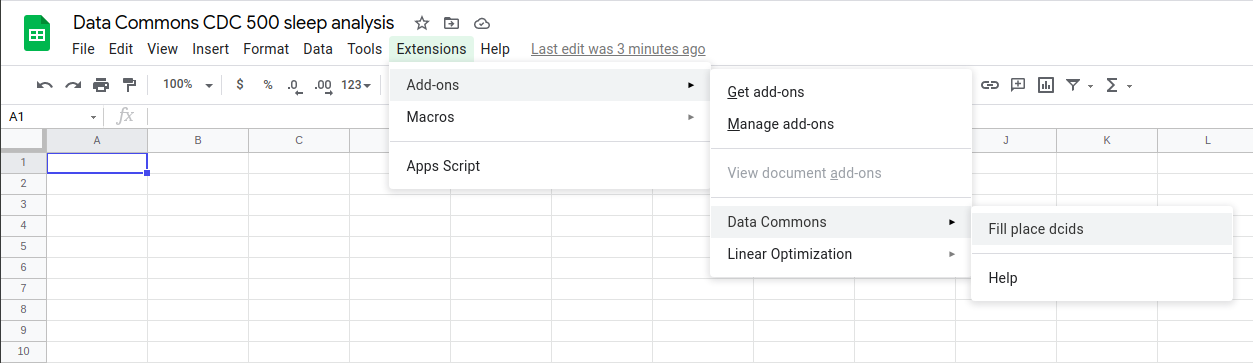 Data Commons CDC 500 sleep analysis
File Edit View Insert Format Data Tools Extensions Help Last edit was 3 minutes ago
100% $ % .0 .00 123
Add-ons
Macros
Apps Script
Get add-ons
Manage add-ons
View document add-ons
Data Commons
Linear Optimization
Fill place dcids
Help
A1 fx
A B C J K L
1
2
3
4
5
6
7
8
9
10